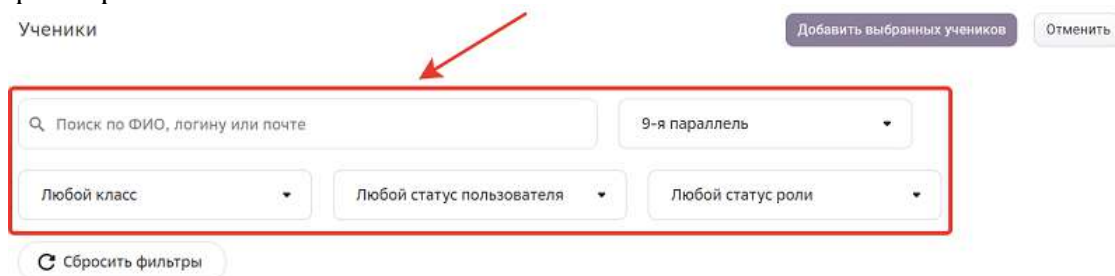 Ученики
Добавить выбранных учеников
Отменить
Поиск по ФИО, логину или почте
9-я параллель
Любой класс
Любой статус пользователя
Любой статус роли
Сбросить фильтры